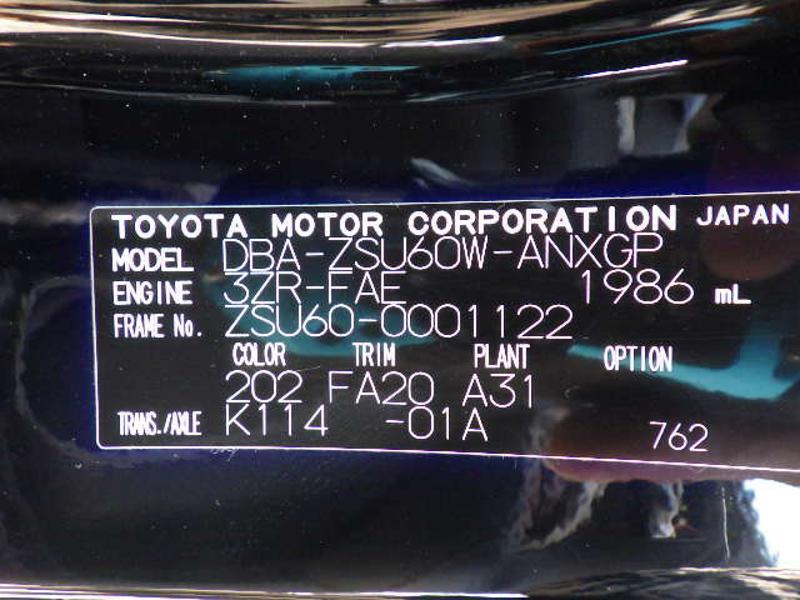 TOYOTA MOTOR CORPORATION JAPAN
MODEL DBA-ZSU60W-ANXGP
ENGINE 3ZR-FAE 1986 mL
FRAME No. ZSU60-0001122
COLOR TRIM PLANT OPTION
202 FA20 A31
TRANS./AXLE K114 -01A 762